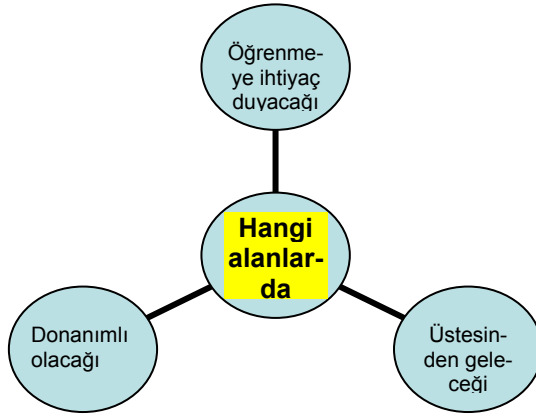 Öğrenme-
ye ihtiyaç
duyacağı
Hangi
alanlar-
da
Donanımlı
olacağı
Üstesin-
den gele-
ceği